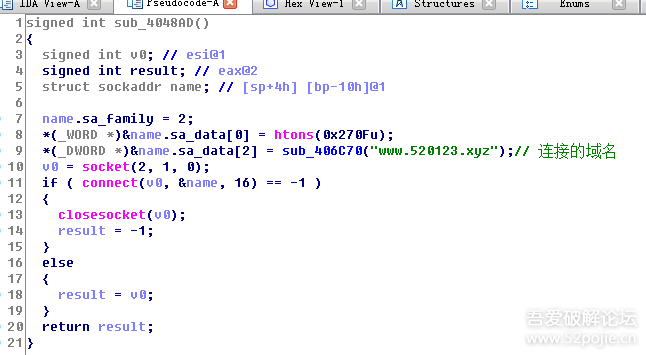 IDA View-A Pseudocode-A Hex View-1 Structures Enums
1 signed int sub_4048AD()
2 {
3 signed int v0; // esi@1
4 signed int result; // eax@2
5 struct sockaddr name; // [sp+4h] [bp-10h]@1
6
7 name.sa_family = 2;
8 *(_WORD *)&name.sa_data[0] = htons(0x270Fu);
9 *(_DWORD *)&name.sa_data[2] = sub_406C70("www.520123.xyz");// 连接的域名
10 v0 = socket(2, 1, 0);
11 if ( connect(v0, &name, 16) == -1 )
12 {
13 closesocket(v0);
14 result = -1;
15 }
16 else
17 {
18 result = v0;
19 }
20 return result;
21 }
吾爱破解论坛
www.52pojie.cn